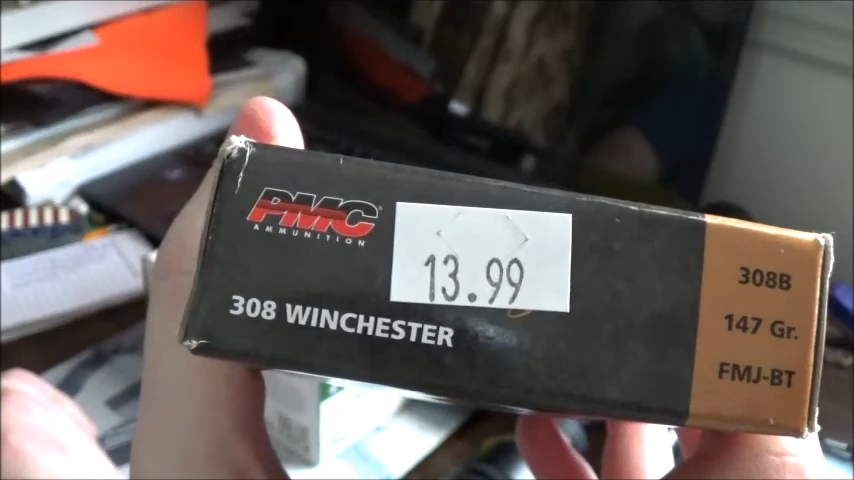 PMC
AMMUNITION
13.99
308 WINCHESTER
308B
147 Gr.
FMJ-BT